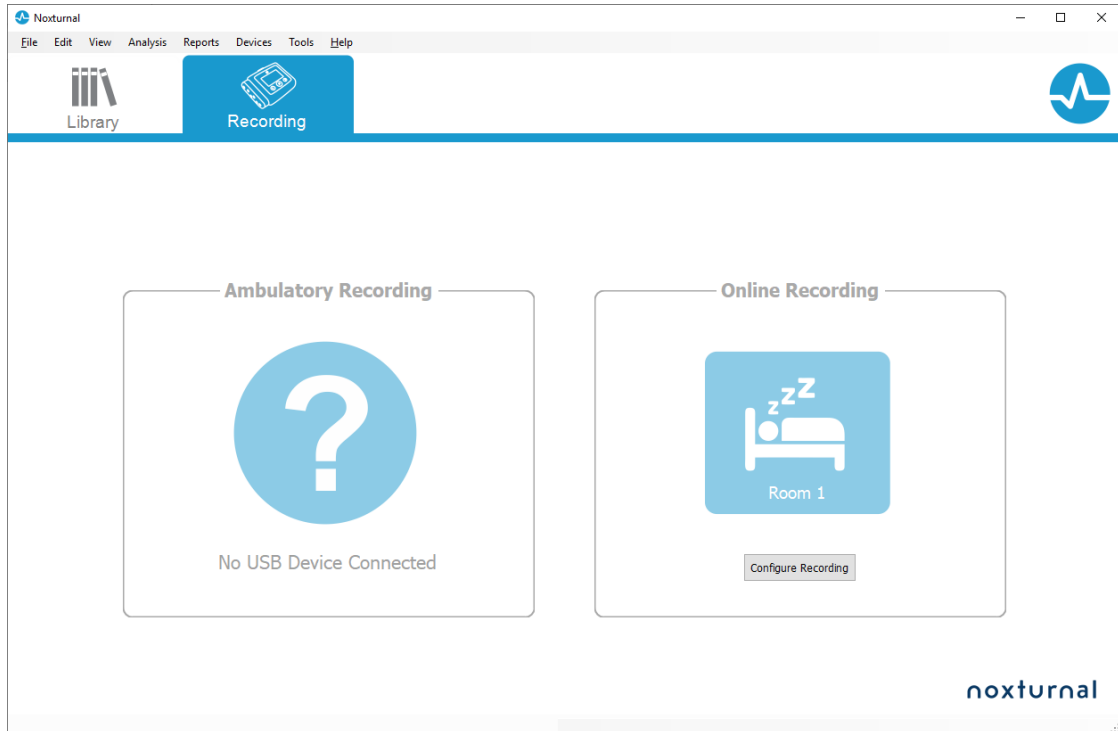 Noxturnal
File Edit View Analysis Reports Devices Tools Help
Library
Recording
Ambulatory Recording
?
No USB Device Connected
Online Recording
zzz
Room 1
Configure Recording
noxturnal